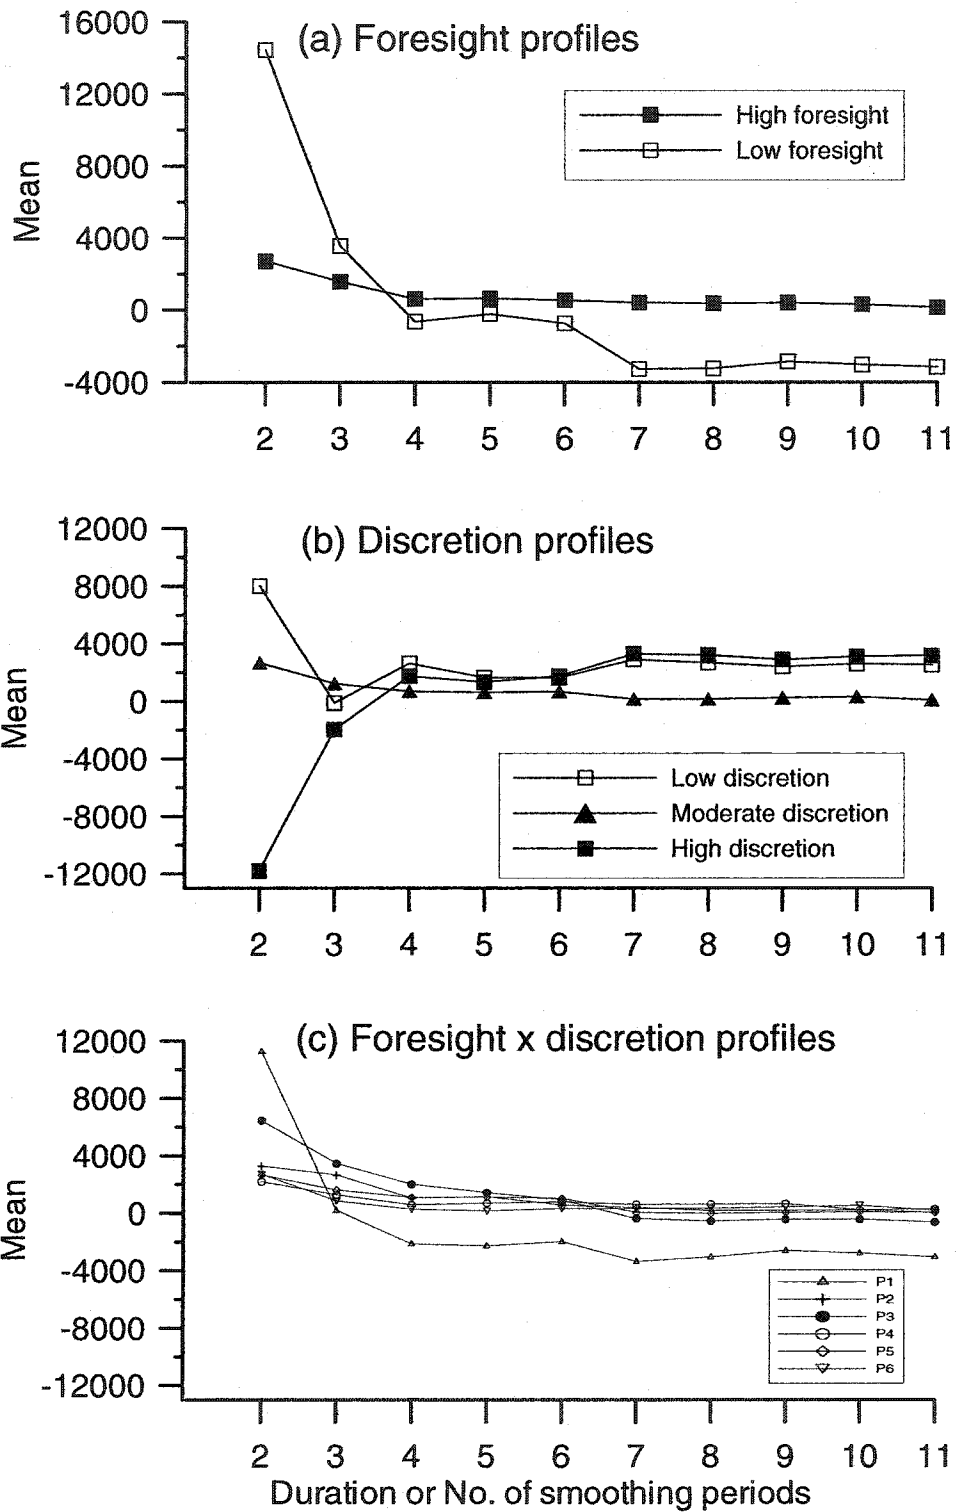 (a) Foresight profiles
16000
12000
8000
4000
0
-4000
Mean
High foresight
Low foresight
2 3 4 5 6 7 8 9 10 11
(b) Discretion profiles
12000
8000
4000
0
-4000
-8000
-12000
Mean
Low discretion
Moderate discretion
High discretion
2 3 4 5 6 7 8 9 10 11
(c) Foresight x discretion profiles
12000
8000
4000
0
-4000
-8000
-12000
Mean
P1
P2
P3
P4
P5
P6
2 3 4 5 6 7 8 9 10 11
Duration or No. of smoothing periods